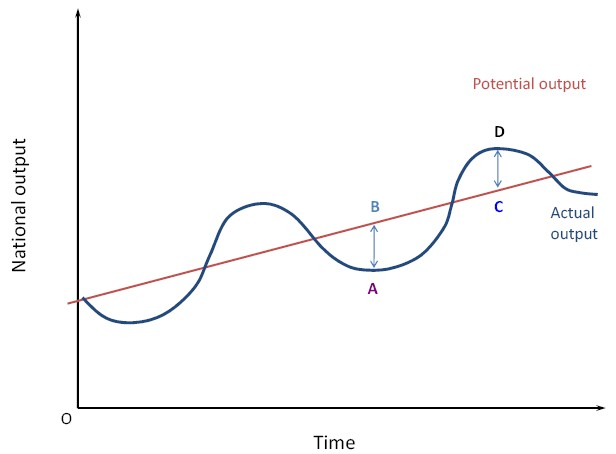 Potential output
D
National output
B
C
Actual
output
A
O
Time